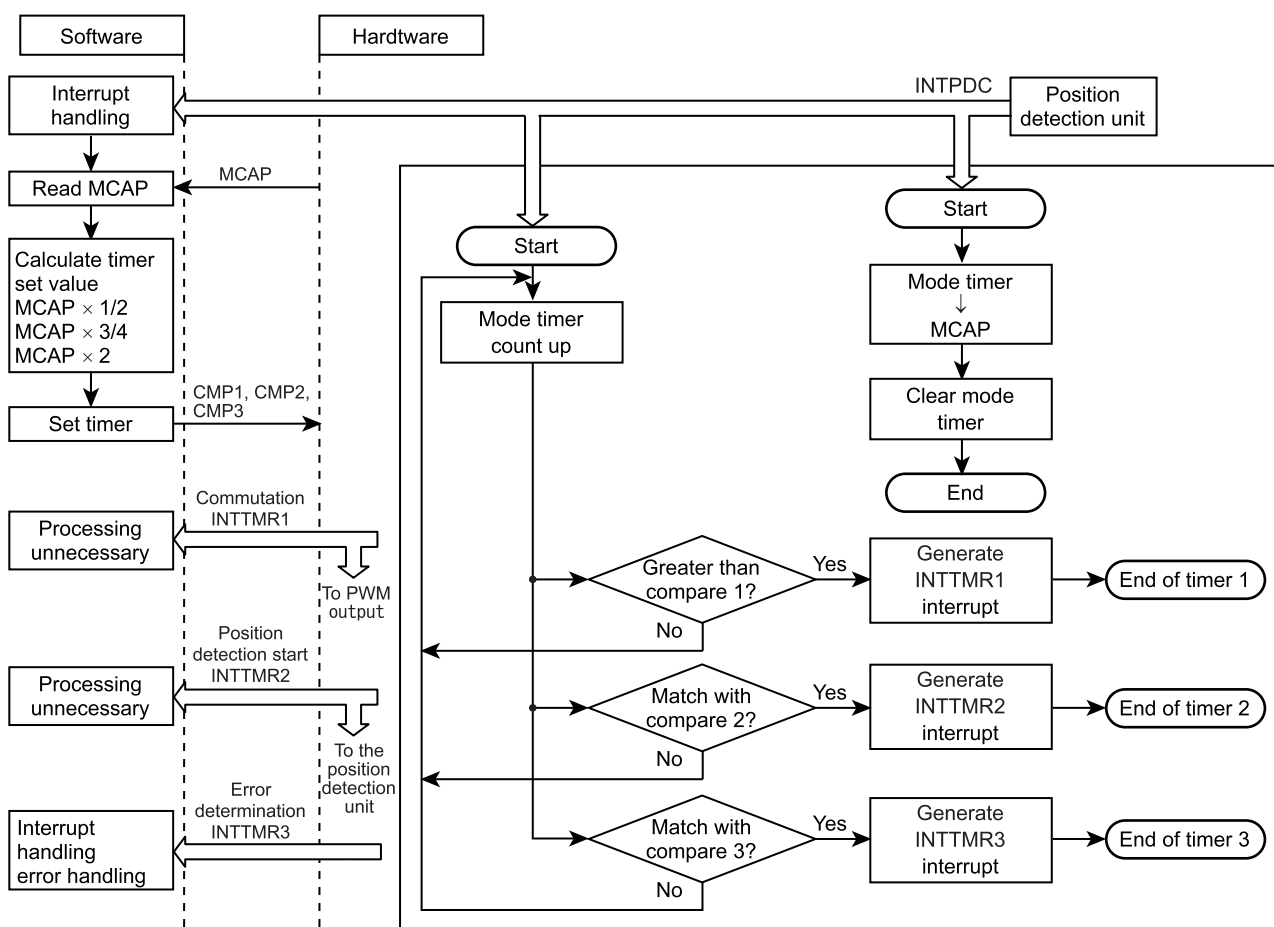 Software
Hardtware
Interrupt
handling
INTPDC
Position
detection unit
Read MCAP
MCAP
Start
Start
Calculate timer
set value
MCAP × 1/2
MCAP × 3/4
MCAP × 2
Mode timer
↓
MCAP
Mode timer
count up
Clear mode
timer
Set timer
CMP1, CMP2,
CMP3
End
Commutation
INTTMR1
Processing
unnecessary
To PWM
output
Greater than
compare 1?
Yes
No
Generate
INTTMR1
interrupt
End of timer 1
Position
detection start
INTTMR2
Processing
unnecessary
To the
position
detection
unit
Match with
compare 2?
Yes
No
Generate
INTTMR2
interrupt
End of timer 2
Error
determination
INTTMR3
Interrupt
handling
error handling
Match with
compare 3?
Yes
No
Generate
INTTMR3
interrupt
End of timer 3